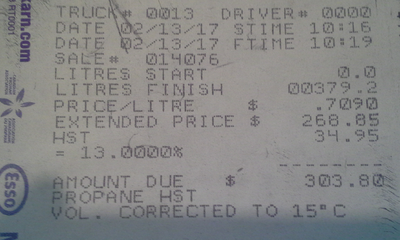 TRUCK# 0013 DRIVER# 0000
DATE 02/13/17 STIME 10:16
DATE 02/13/17 FTIME 10:19
SALE# 014076
LITRES START 0.0
LITRES FINISH 00379.2
PRICE/LITRE $ .7090
EXTENDED PRICE $ 268.85
HST 34.95
= 13.0000%
AMOUNT DUE $ 303.80
PROPANE HST
VOL. CORRECTED TO 15°C
Esso